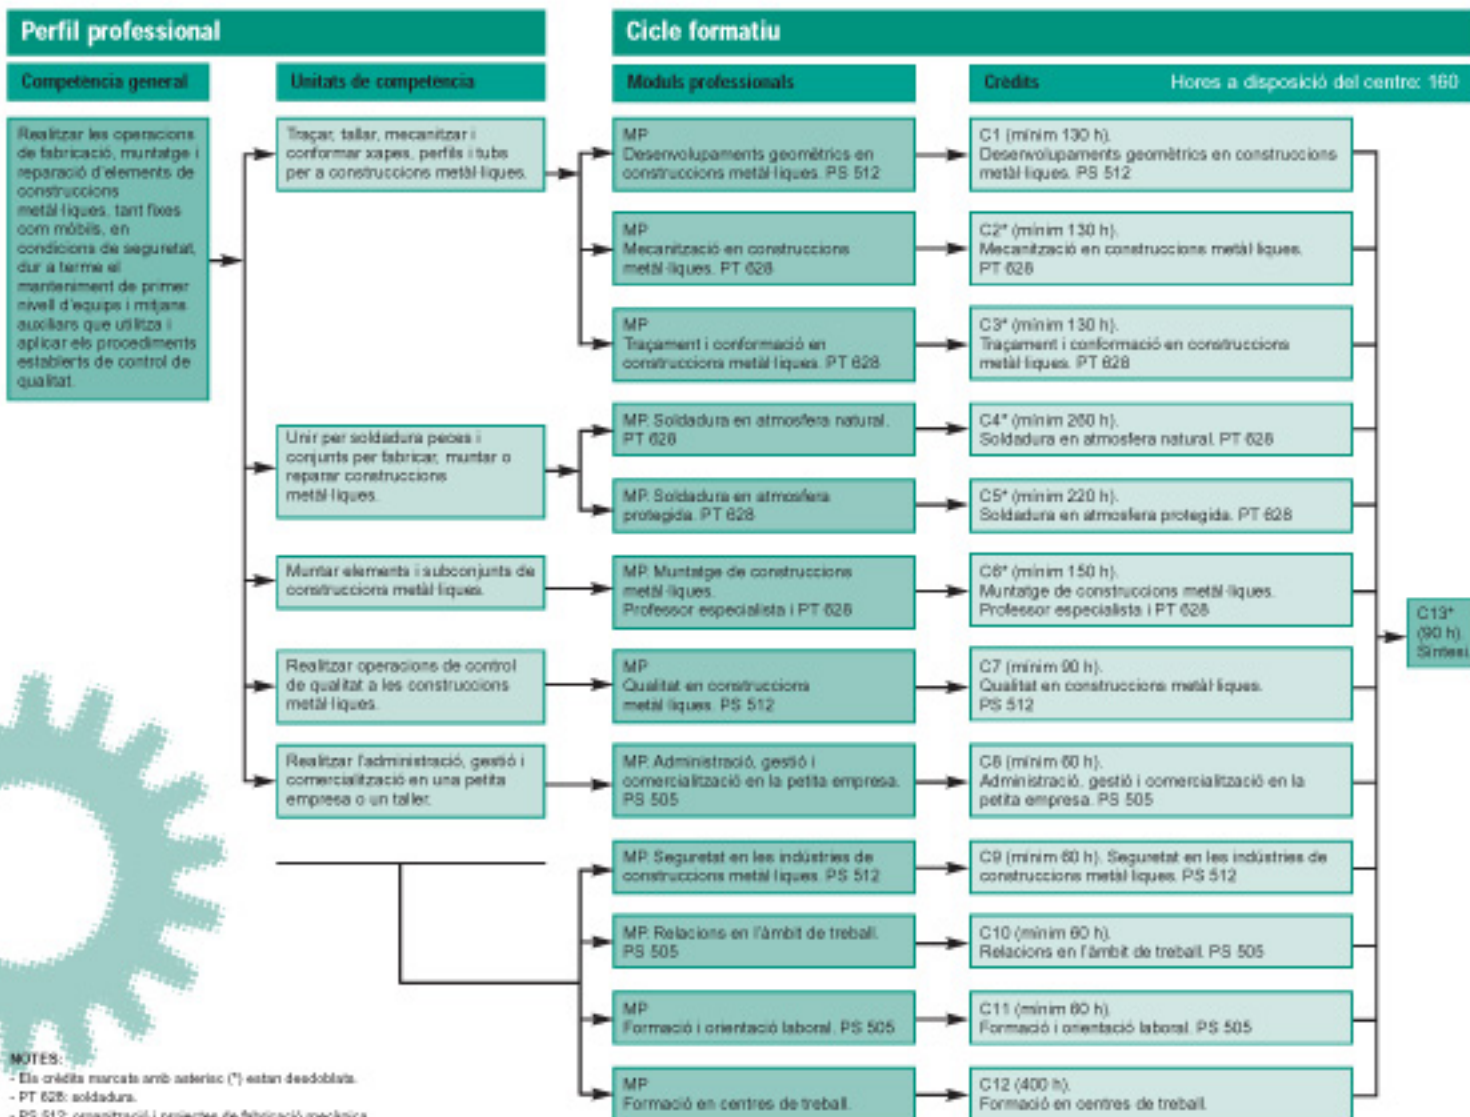 Perfil professional
Cicle formatiu
Competència general
Unitats de competència
Mòduls professionals
Crèdits
Hores a disposició del centre: 160
Realitzar les operacions
de fabricació, muntatge i
reparació d'elements de
construccions
metàl·liques, tant fixes
com mòbils, en
condicions de seguretat,
dur a terme el
manteniment de primer
nivell d'equips i mitjans
auxiliars que utilitza i
aplicar els procediments
establerts de control de
qualitat.
Traçar, tallar, mecanitzar i
conformar xapes, perfils i tubs
per a construccions metàl·liques.
MP
Desenvolupaments geomètrics en
construccions metàl·liques. PS 512
C1 (mínim 130 h).
Desenvolupaments geomètrics en construccions
metàl·liques. PS 512
MP
Mecanització en construccions
metàl·liques. PT 628
C2* (mínim 130 h).
Mecanització en construccions metàl·liques.
PT 628
MP
Traçament i conformació en
construccions metàl·liques. PT 628
C3* (mínim 130 h).
Traçament i conformació en construccions
metàl·liques. PT 628
Unir per soldadura peces i
conjunts per fabricar, muntar o
reparar construccions
metàl·liques.
MP. Soldadura en atmosfera natural.
PT 628
C4* (mínim 260 h).
Soldadura en atmosfera natural. PT 628
MP. Soldadura en atmosfera
protegida. PT 628
C5* (mínim 220 h).
Soldadura en atmosfera protegida. PT 628
Muntar elements i subconjunts de
construccions metàl·liques.
MP. Muntatge de construccions
metàl·liques.
Professor especialista i PT 628
C6* (mínim 150 h).
Muntatge de construccions metàl·liques.
Professor especialista i PT 628
C13*
(90 h).
Síntesi.
Realitzar operacions de control
de qualitat a les construccions
metàl·liques.
MP
Qualitat en construccions
metàl·liques. PS 512
C7 (mínim 90 h).
Qualitat en construccions metàl·liques.
PS 512
Realitzar l'administració, gestió i
comercialització en una petita
empresa o un taller.
MP. Administració, gestió i
comercialització en la petita empresa.
PS 505
C8 (mínim 60 h).
Administració, gestió i comercialització en la
petita empresa. PS 505
MP. Seguretat en les indústries de
construccions metàl·liques. PS 512
C9 (mínim 60 h). Seguretat en les indústries de
construccions metàl·liques. PS 512
MP. Relacions en l'àmbit de treball.
PS 505
C10 (mínim 60 h).
Relacions en l'àmbit de treball. PS 505
MP
Formació i orientació laboral. PS 505
C11 (mínim 60 h).
Formació i orientació laboral. PS 505
MP
Formació en centres de treball.
C12 (400 h).
Formació en centres de treball.
NOTES:
- Els crèdits marcats amb asterisc (*) estan desdoblats.
- PT 628: soldadura.
- PS 512: organització i projectes de fabricació mecànica.